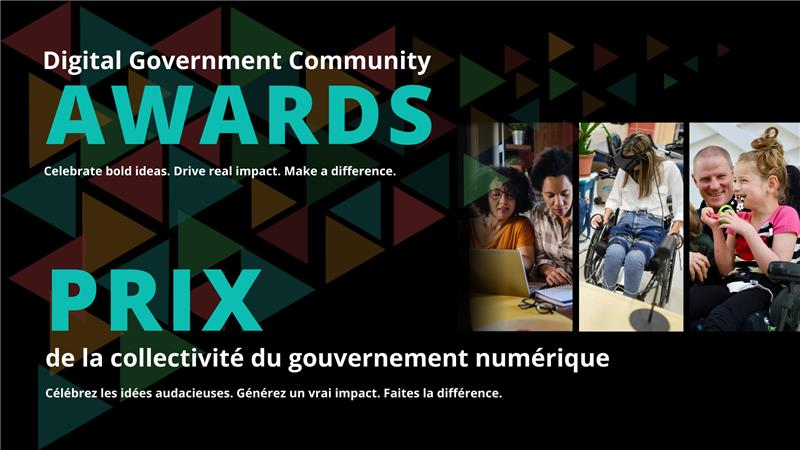 Digital Government Community
AWARDS
Celebrate bold ideas. Drive real impact. Make a difference.
PRIX
de la collectivité du gouvernement numérique
Célébrez les idées audacieuses. Générez un vrai impact. Faites la différence.